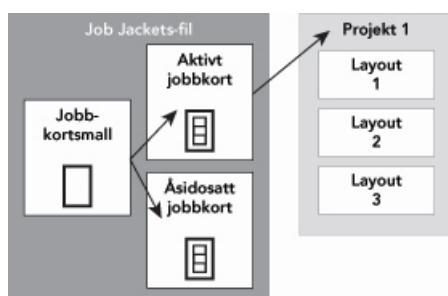 Job Jackets-fil
Aktivt
jobbkort
Jobb-
kortsmall
Åsidosatt
jobbkort
Projekt 1
Layout
1
Layout
2
Layout
3